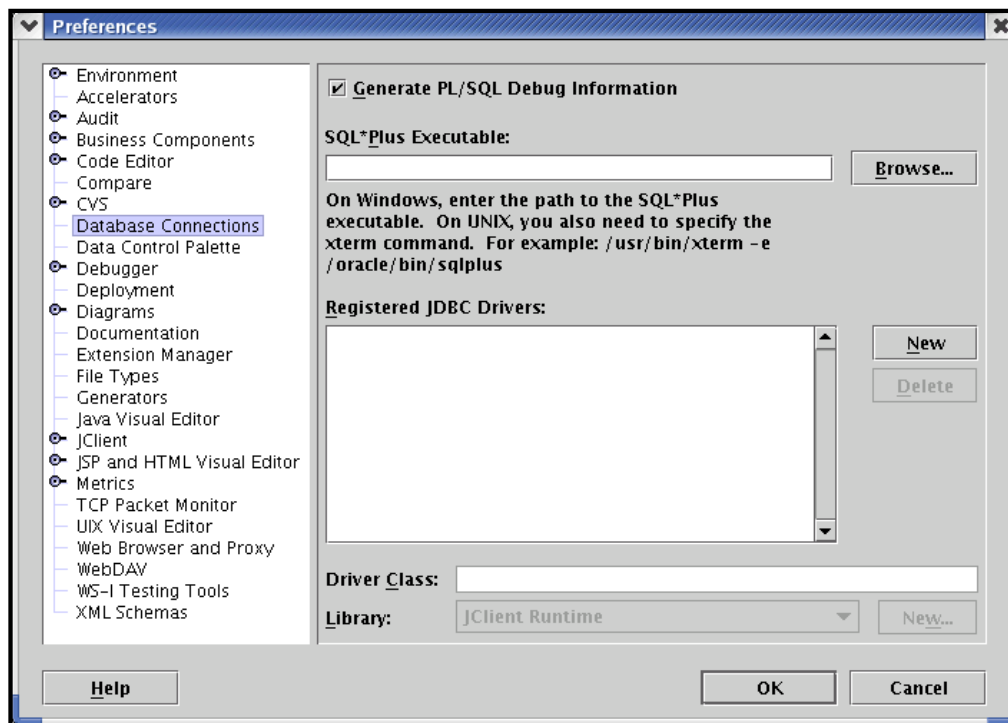 Preferences
Environment
Accelerators
Audit
Business Components
Code Editor
Compare
CVS
Database Connections
Data Control Palette
Debugger
Deployment
Diagrams
Documentation
Extension Manager
File Types
Generators
Java Visual Editor
JClient
JSP and HTML Visual Editor
Metrics
TCP Packet Monitor
UIX Visual Editor
Web Browser and Proxy
WebDAV
WS-I Testing Tools
XML Schemas
Generate PL/SQL Debug Information
SQL*Plus Executable:
Browse...
On Windows, enter the path to the SQL*Plus
executable. On UNIX, you also need to specify the
xterm command. For example: /usr/bin/xterm -e
/oracle/bin/sqlplus
Registered JDBC Drivers:
New
Delete
Driver Class:
Library:
JClient Runtime
New...
Help
OK
Cancel